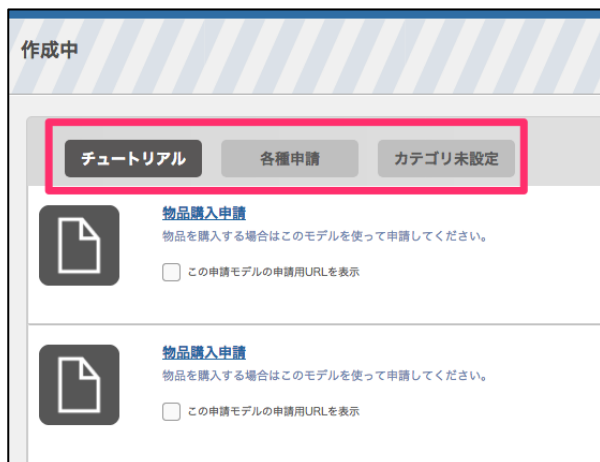 作成中
チュートリアル 各種申請 カテゴリ未設定
物品購入申請
物品を購入する場合はこのモデルを使って申請してください。
この申請モデルの申請用URLを表示
物品購入申請
物品を購入する場合はこのモデルを使って申請してください。
この申請モデルの申請用URLを表示